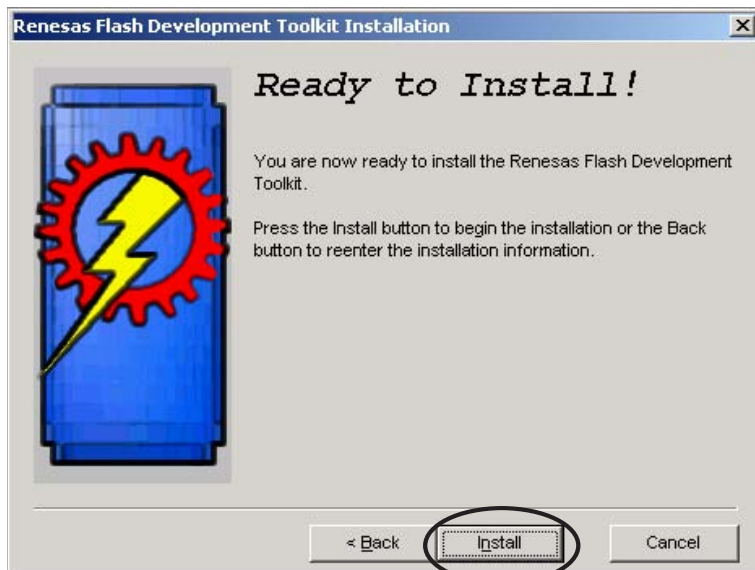 Renesas Flash Development Toolkit Installation
Ready to Install!
You are now ready to install the Renesas Flash Development
Toolkit.
Press the Install button to begin the installation or the Back
button to reenter the installation information.
< Back
Install
Cancel